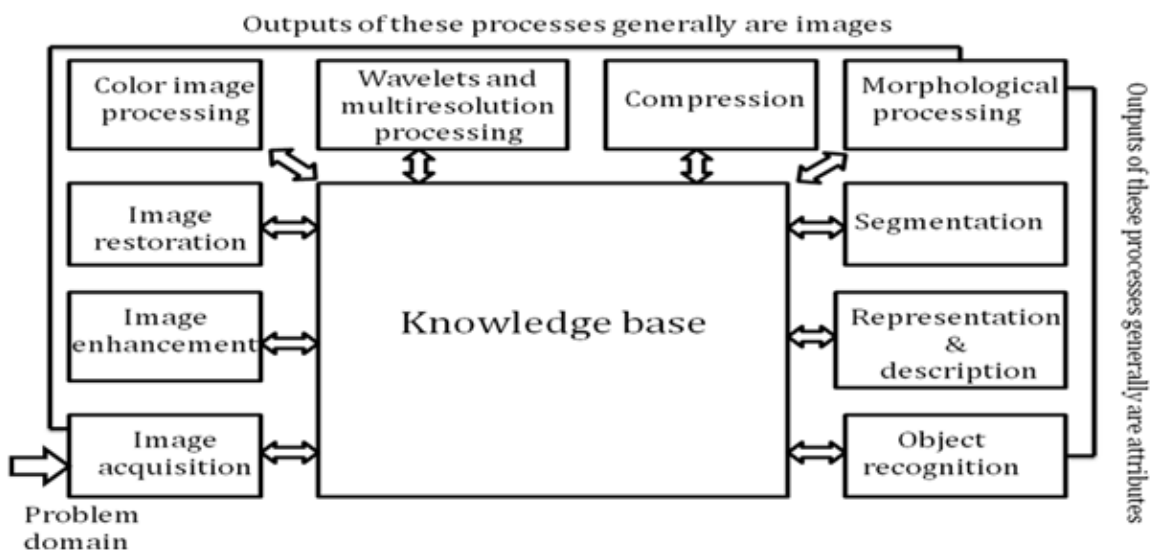 Outputs of these processes generally are images
Color image
processing
Wavelets and
multiresolution
processing
Compression
Morphological
processing
Image
restoration
Segmentation
Image
enhancement
Knowledge base
Representation
&
description
Image
acquisition
Object
recognition
Problem
domain
Outputs of these processes generally are attributes